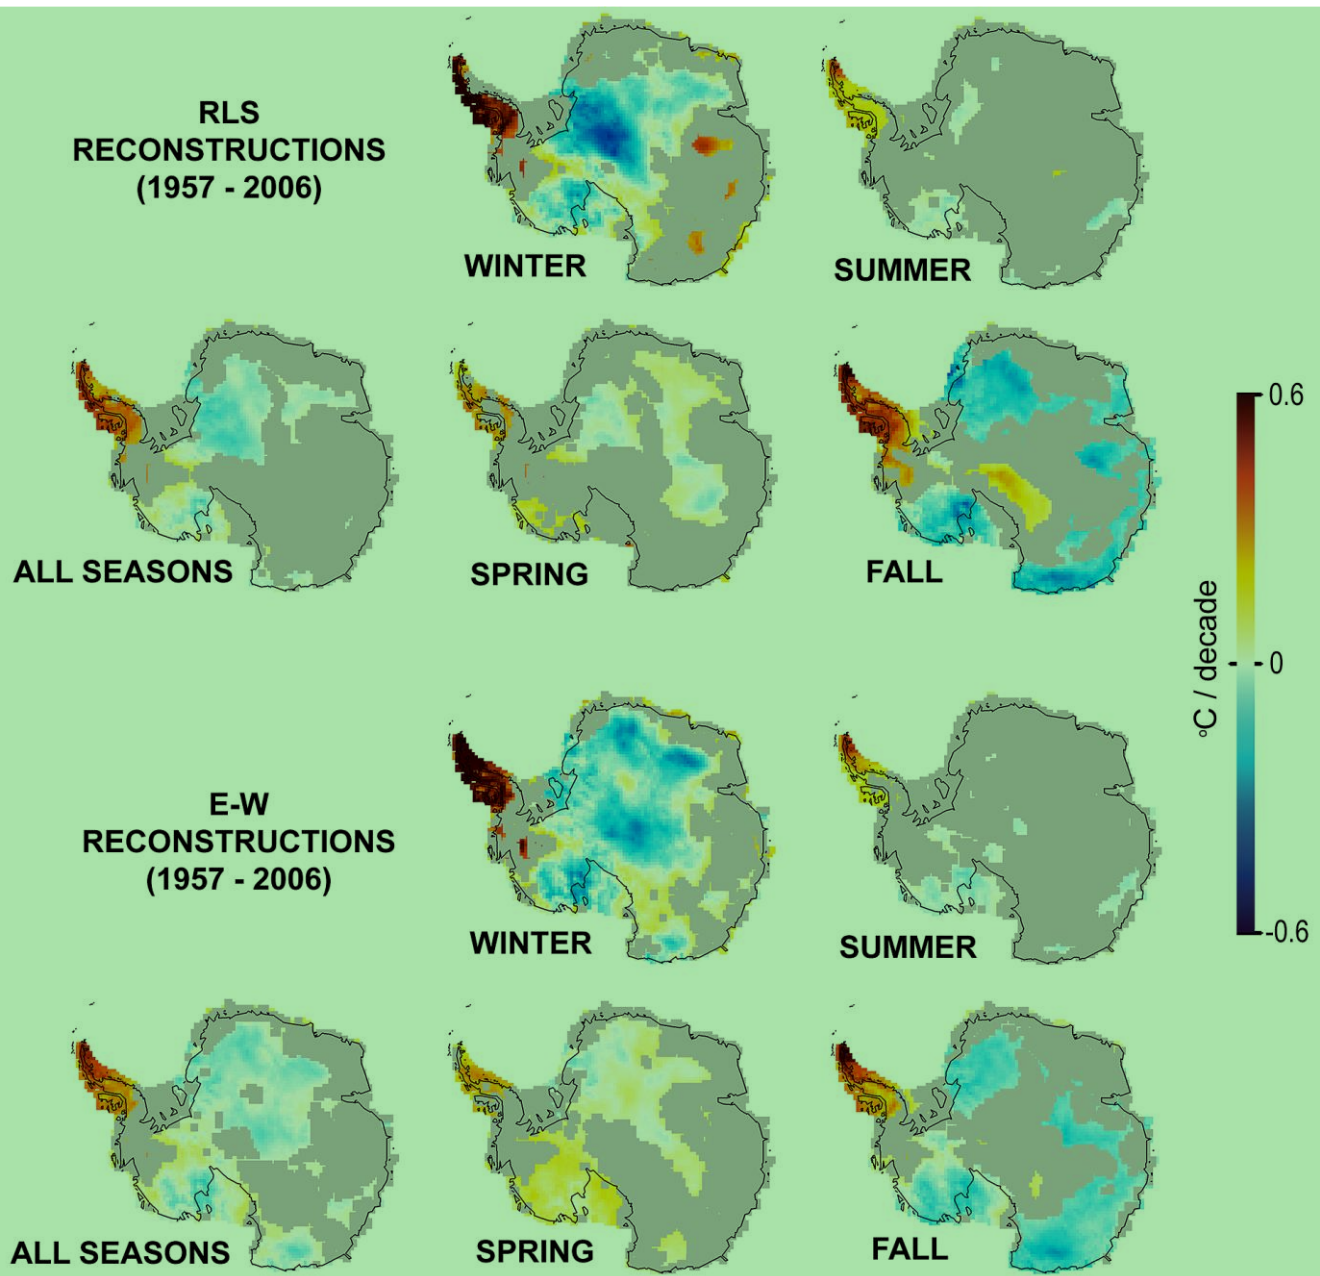 RLS
RECONSTRUCTIONS
(1957 - 2006)
WINTER
SUMMER
ALL SEASONS
SPRING
FALL
0.6
0
-0.6
°C / decade
E-W
RECONSTRUCTIONS
(1957 - 2006)
WINTER
SUMMER
ALL SEASONS
SPRING
FALL